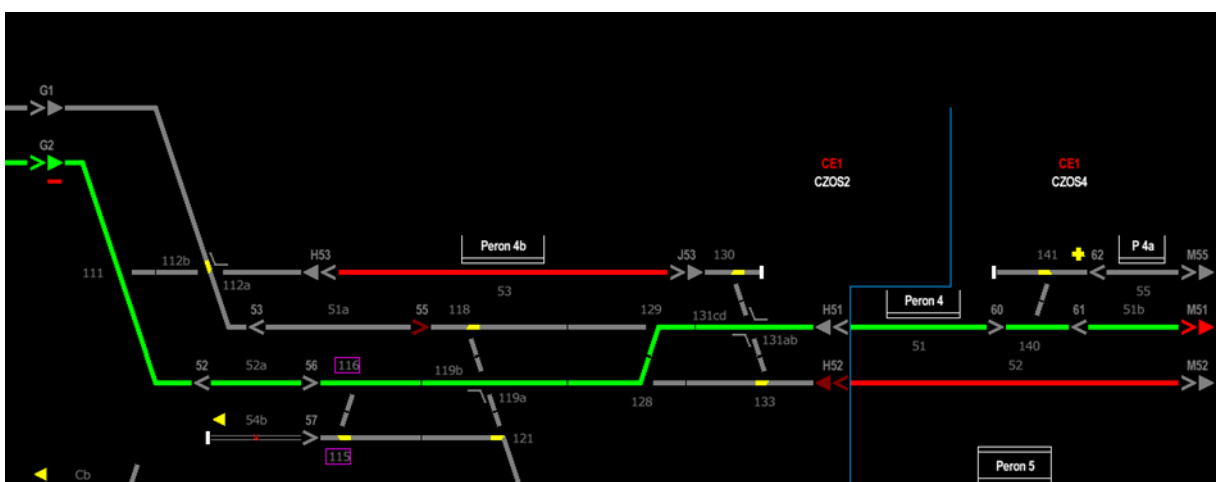 G1
G2
CE1
CZOS2
CE1
CZOS4
H53
Peron 4b
J53
130
141
62
P 4a
M55
112b
111
112a
53
55
53
51a
55
118
129
131cd
H51
Peron 4
60
61
51b
M51
131ab
51
140
52
52a
56
116
119b
H52
52
M52
119a
128
133
54b
57
121
115
Cb
Peron 5